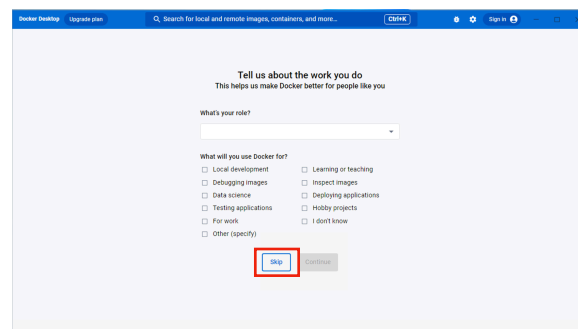 Docker Desktop Upgrade plan Search for local and remote images, containers, and more... Ctrl+K Sign in
Tell us about the work you do
This helps us make Docker better for people like you
What's your role?
What will you use Docker for?
Local development Learning or teaching
Debugging images Inspect images
Data science Deploying applications
Testing applications Hobby projects
For work I don't know
Other (specify)
Skip Continue